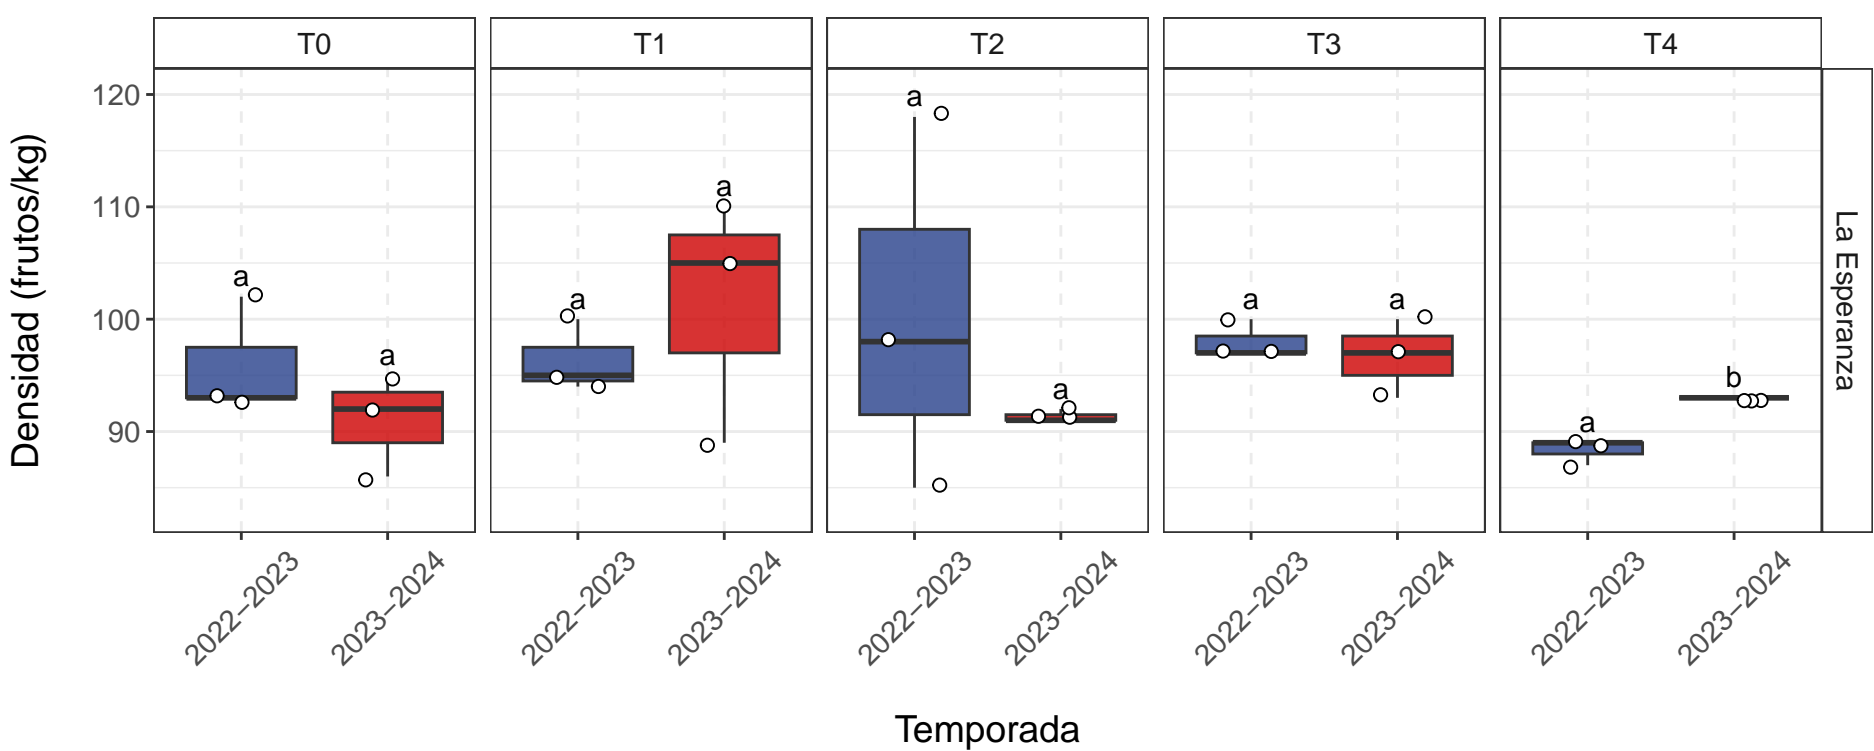 T0 T1 T2 T3 T4
Densidad (frutos/kg)
120
110
100
90
a a
a a
a a
a a
a b
La Esperanza
2022−2023 2023−2024 2022−2023 2023−2024 2022−2023 2023−2024 2022−2023 2023−2024 2022−2023 2023−2024
Temporada